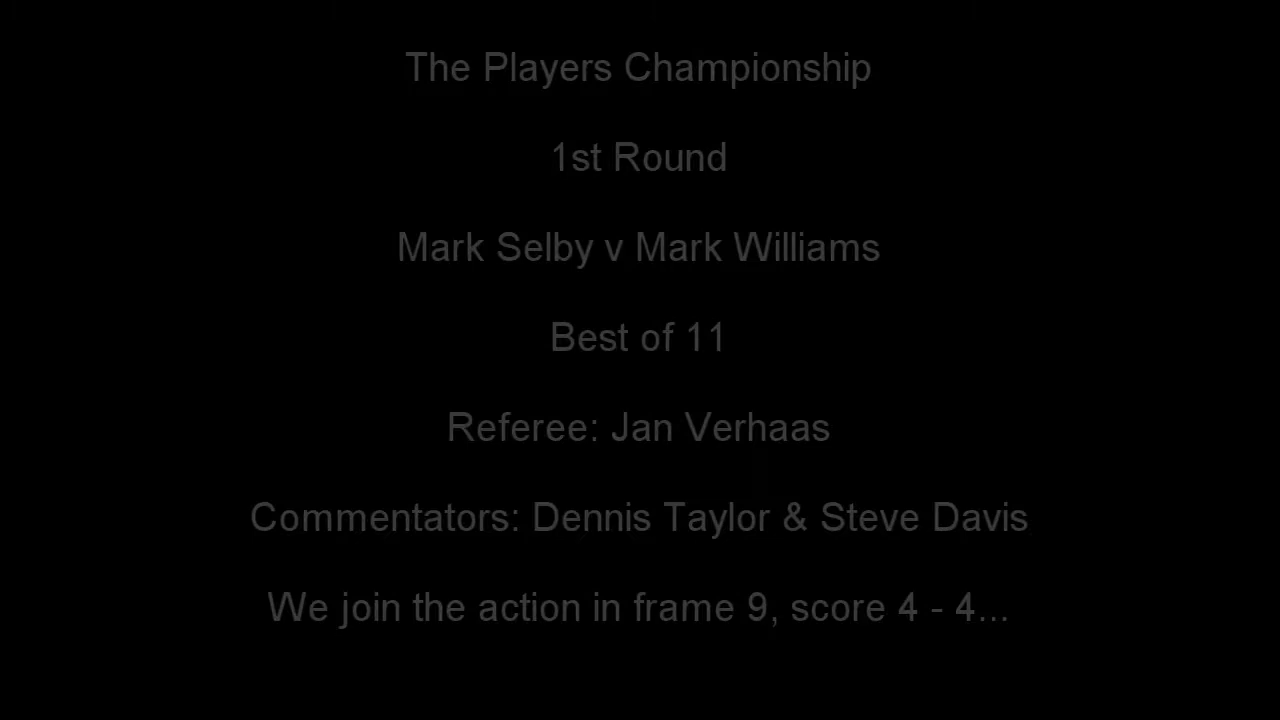 The Players Championship
1st Round
Mark Selby v Mark Williams
Best of 11
Referee: Jan Verhaas
Commentators: Dennis Taylor & Steve Davis
We join the action in frame 9, score 4 - 4...